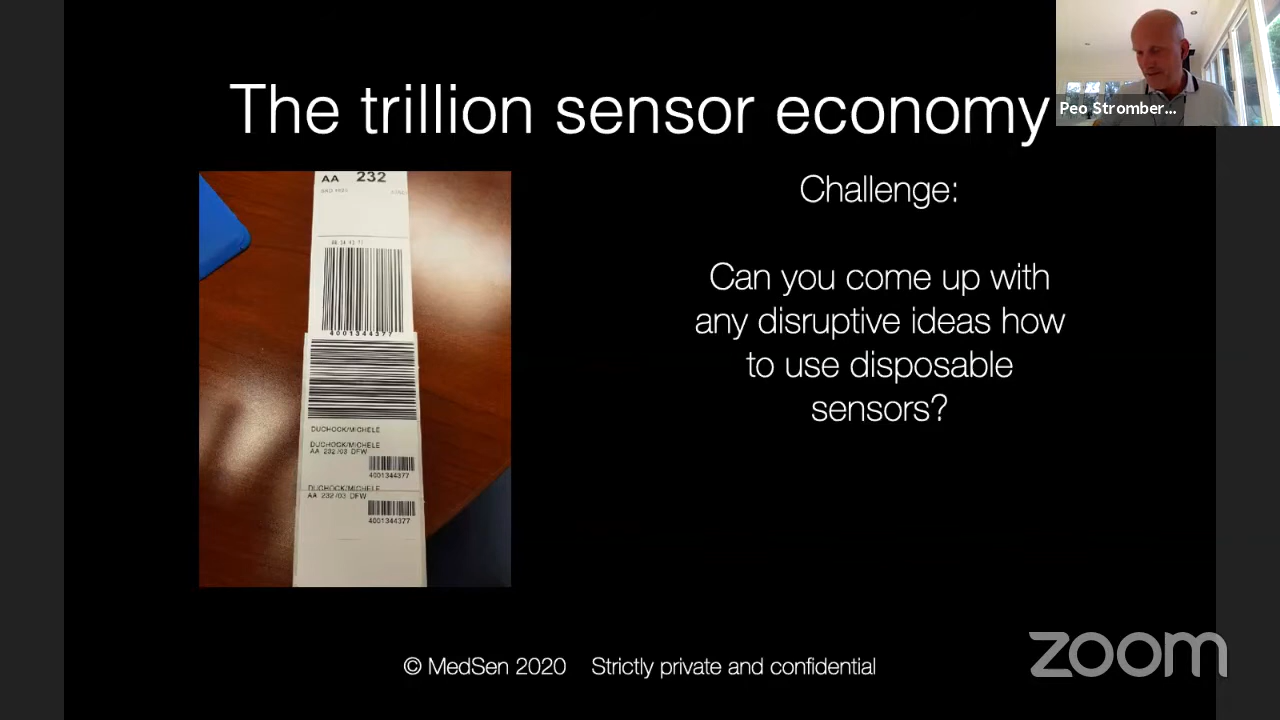 The trillion sensor economy
Peo Stromber...
Challenge:
Can you come up with
any disruptive ideas how
to use disposable
sensors?
AA 232
4001344377
DUCHOCK/MICHELE
DUCHOCK/MICHELE
AA 232/03 DFW
4001344377
DUCHOCK/MICHELE
AA 232/03 DFW
4001344377
© MedSen 2020 Strictly private and confidential
zoom